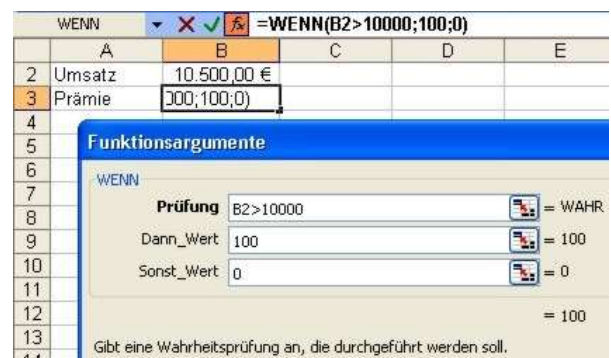 WENN =WENN(B2>10000;100;0)
A B C D E
2 Umsatz 10.500,00 €
3 Prämie 000;100;0)
4
5
6
7
8
9
10
11
12
13
14
Funktionsargumente
WENN
Prüfung B2>10000 = WAHR
Dann_Wert 100 = 100
Sonst_Wert 0 = 0
= 100
Gibt eine Wahrheitsprüfung an, die durchgeführt werden soll.